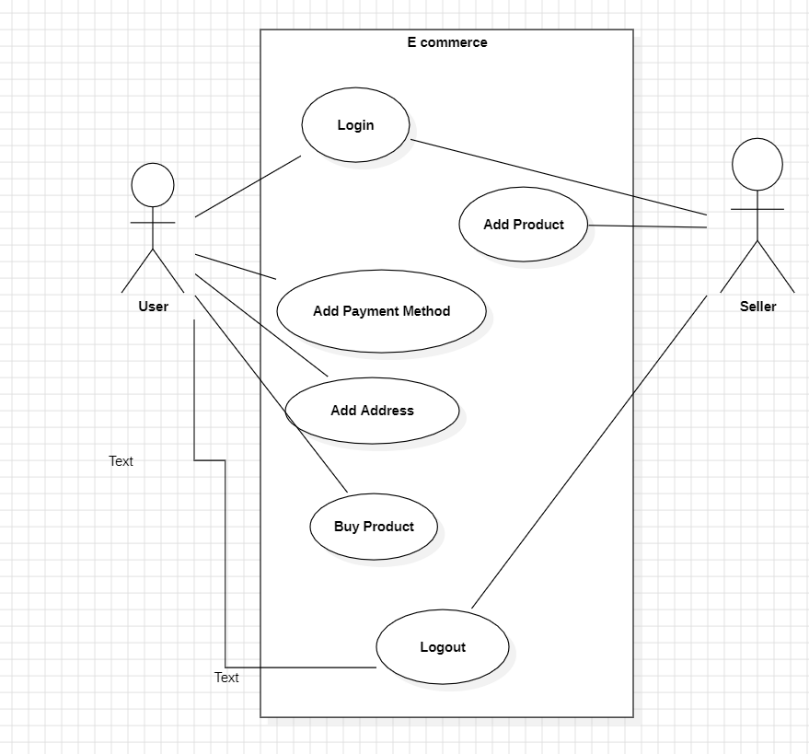 E commerce
Login
Add Product
User
Seller
Add Payment Method
Add Address
Text
Buy Product
Logout
Text